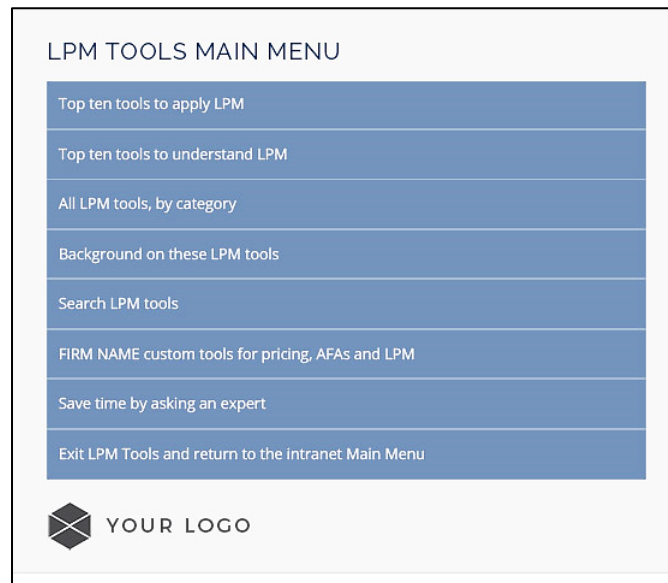 LPM TOOLS MAIN MENU
Top ten tools to apply LPM
Top ten tools to understand LPM
All LPM tools, by category
Background on these LPM tools
Search LPM tools
FIRM NAME custom tools for pricing, AFAs and LPM
Save time by asking an expert
Exit LPM Tools and return to the intranet Main Menu
YOUR LOGO